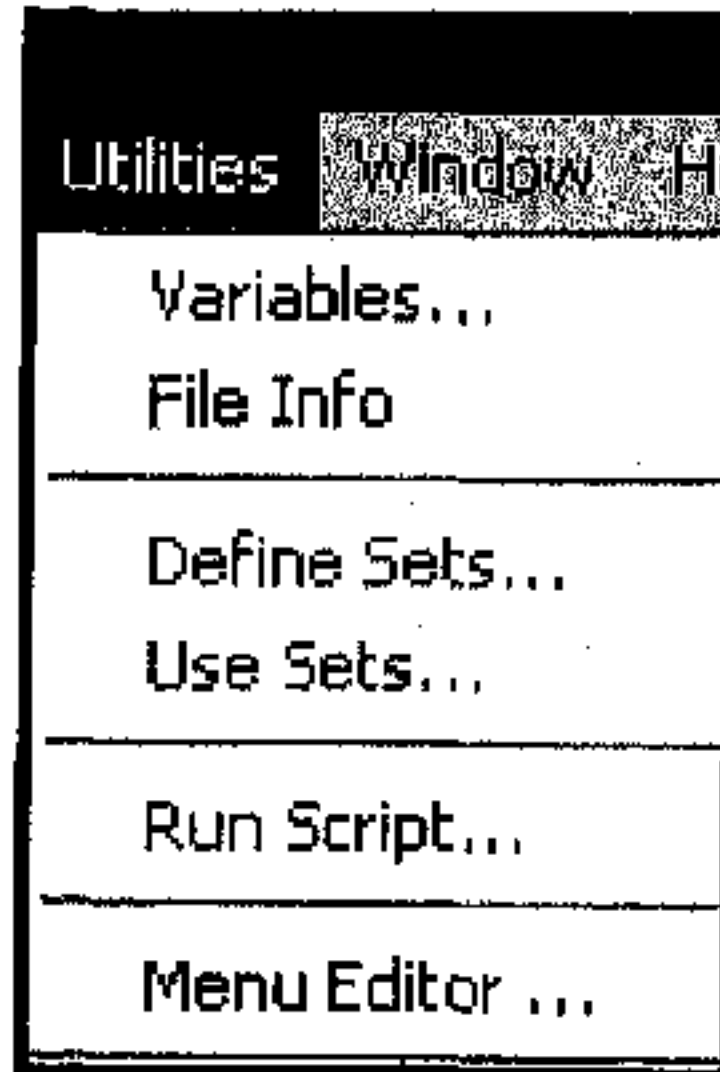 Utilities Window H
Variables...
File Info
Define Sets...
Use Sets...
Run Script...
Menu Editor ...